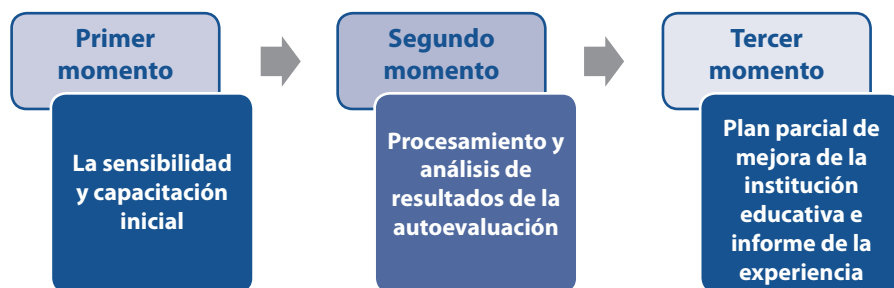 Primer
momento
La sensibilidad
y capacitación
inicial
Segundo
momento
Procesamiento y
análisis de
resultados de la
autoevaluación
Tercer
momento
Plan parcial de
mejora de la
institución
educativa e
informe de la
experiencia